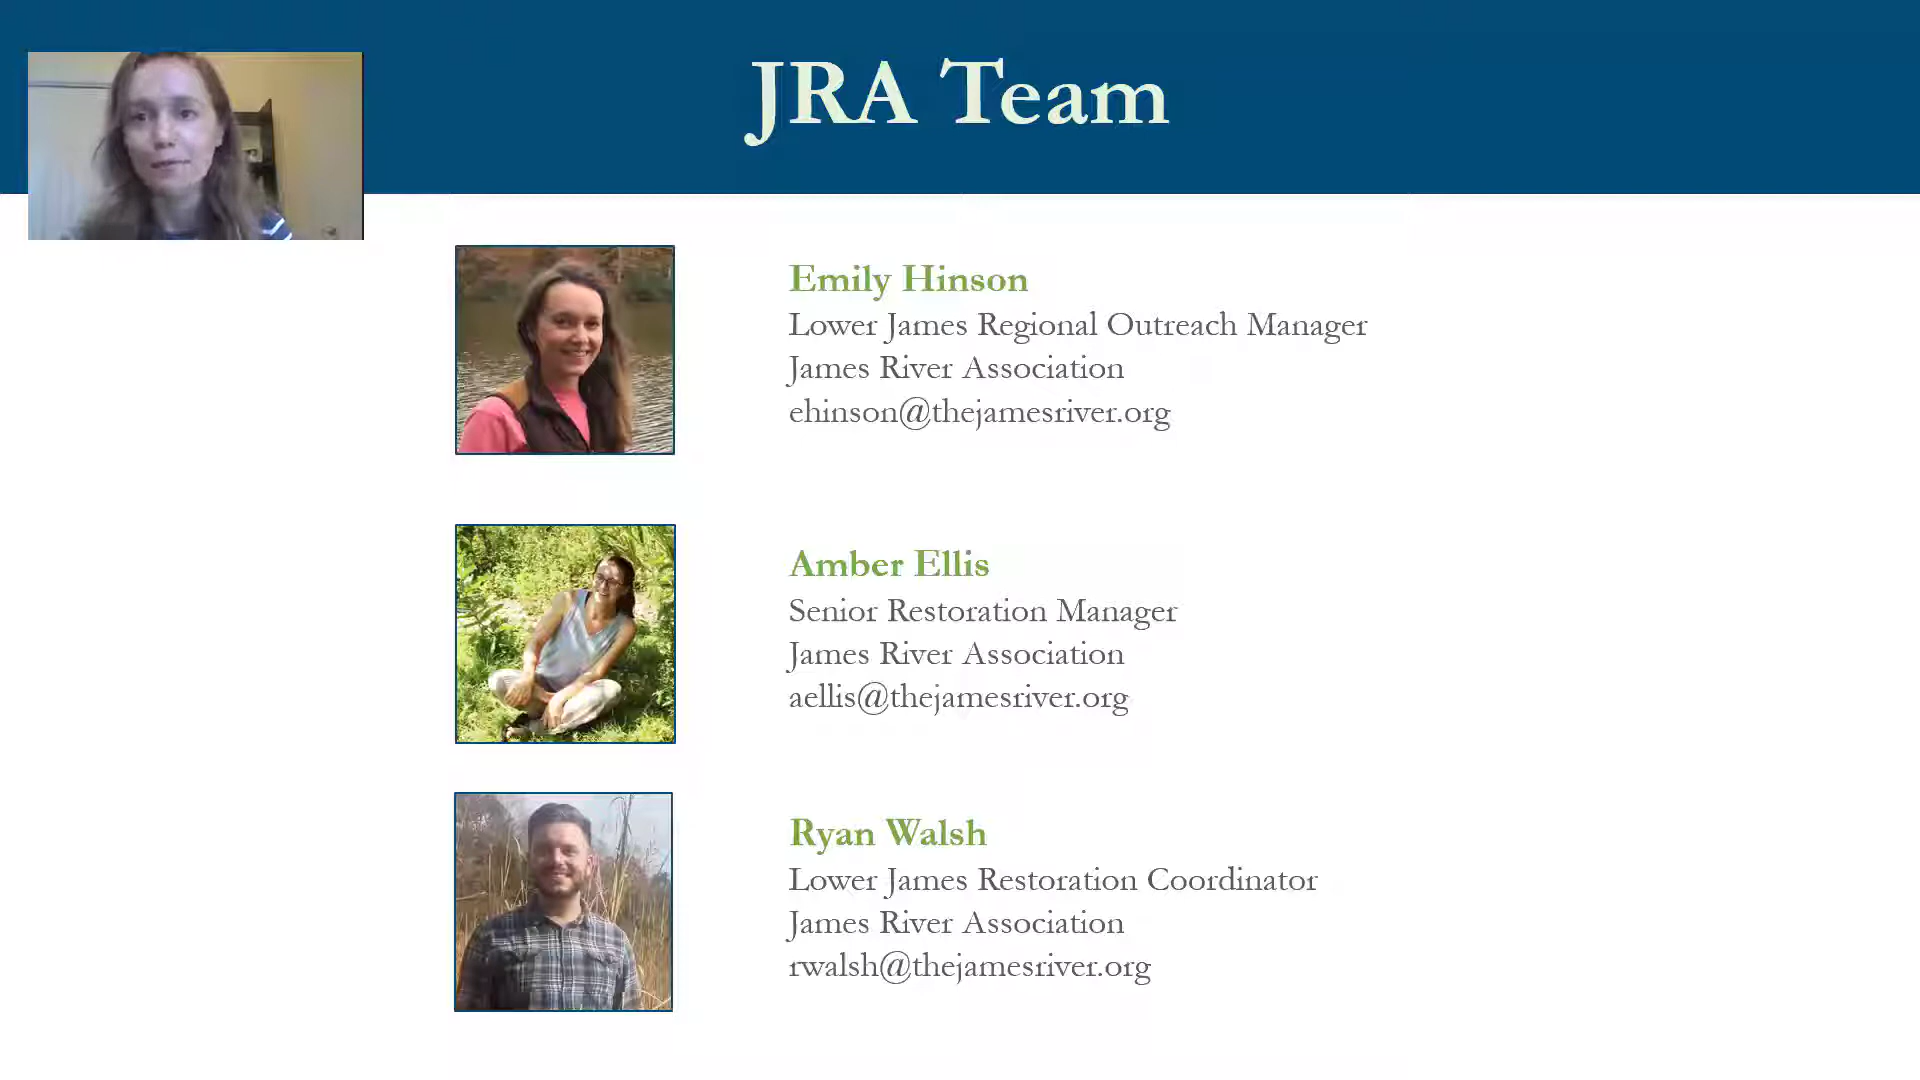 JRA Team
Emily Hinson
Lower James Regional Outreach Manager
James River Association
ehinson@thejamesriver.org
Amber Ellis
Senior Restoration Manager
James River Association
aellis@thejamesriver.org
Ryan Walsh
Lower James Restoration Coordinator
James River Association
rwalsh@thejamesriver.org